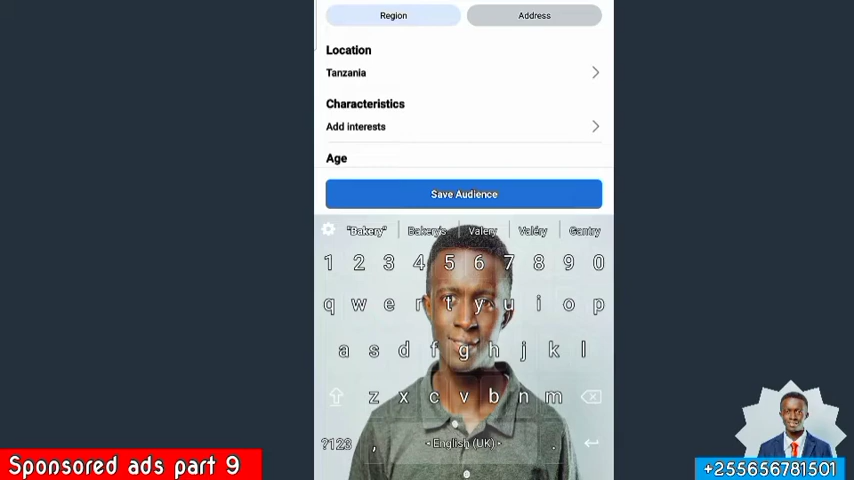 Region
Address
Location
Tanzania
Characteristics
Add interests
Age
Save Audience
"Bakery" Bakery's Valery Valéry Gantry
1 2 3 4 5 6 7 8 9 0
q w e r t y u i o p
a s d f g h j k l
z x c v b n m
?123 , • English (UK) • .
Sponsored ads part 9
+255656781501